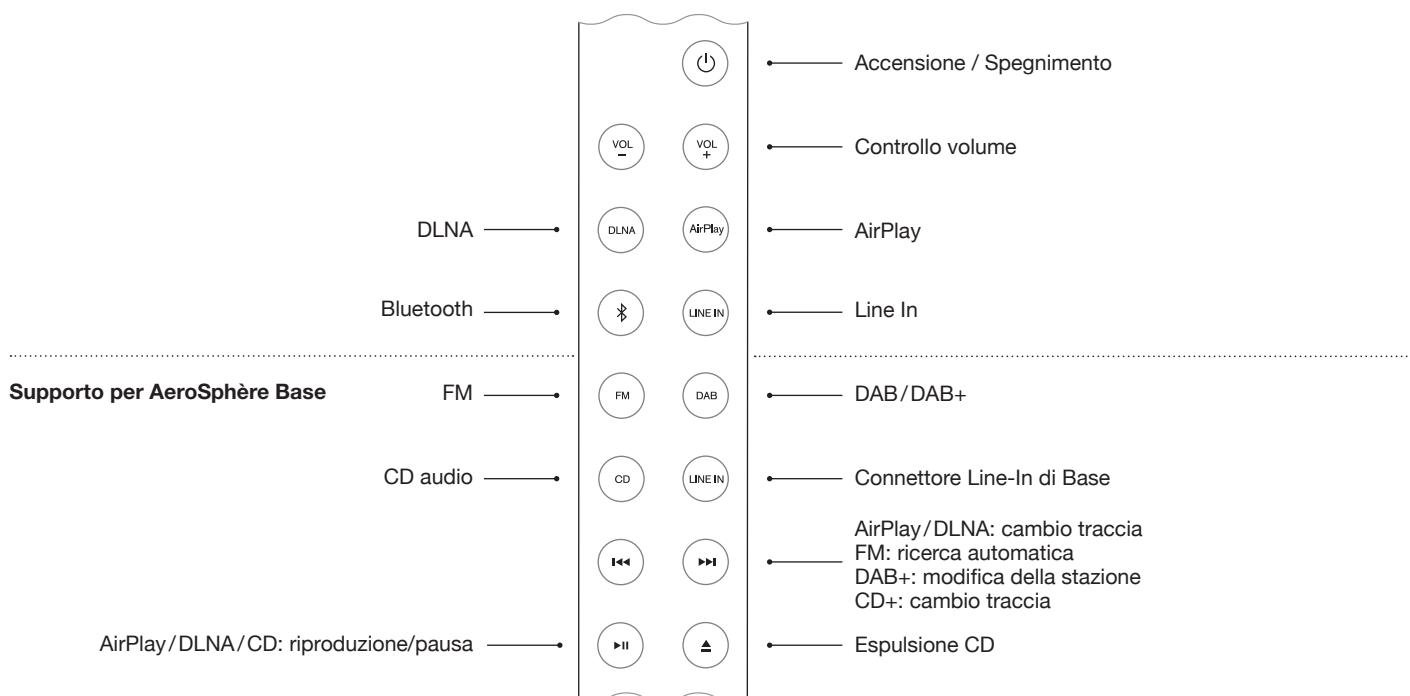 Accensione / Spegnimento
VOL
–
VOL
+
Controllo volume
DLNA
DLNA
AirPlay
AirPlay
Bluetooth
LINE IN
Line In
Supporto per AeroSphère Base
FM
FM
DAB
DAB/DAB+
CD audio
CD
LINE IN
Connettore Line-In di Base
AirPlay/DLNA: cambio traccia
FM: ricerca automatica
DAB+: modifica della stazione
CD+: cambio traccia
AirPlay/DLNA/CD: riproduzione/pausa
Espulsione CD